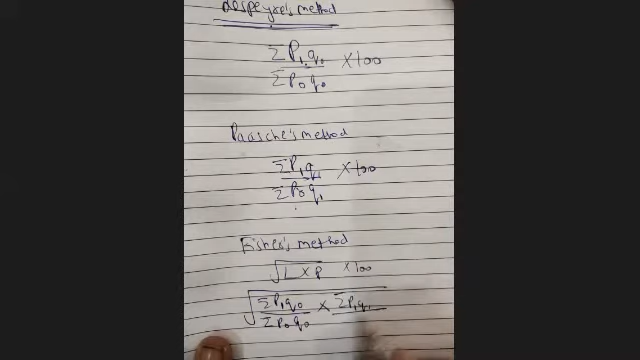 Laspeyre's method
ΣP₁q₀
ΣP₀q₀
×100
Paasche's method
ΣP₁q₁
ΣP₀q₁
×100
Fisher's method
√L×P ×100
√ΣP₁q₀ × ΣP₁q₁
ΣP₀q₀